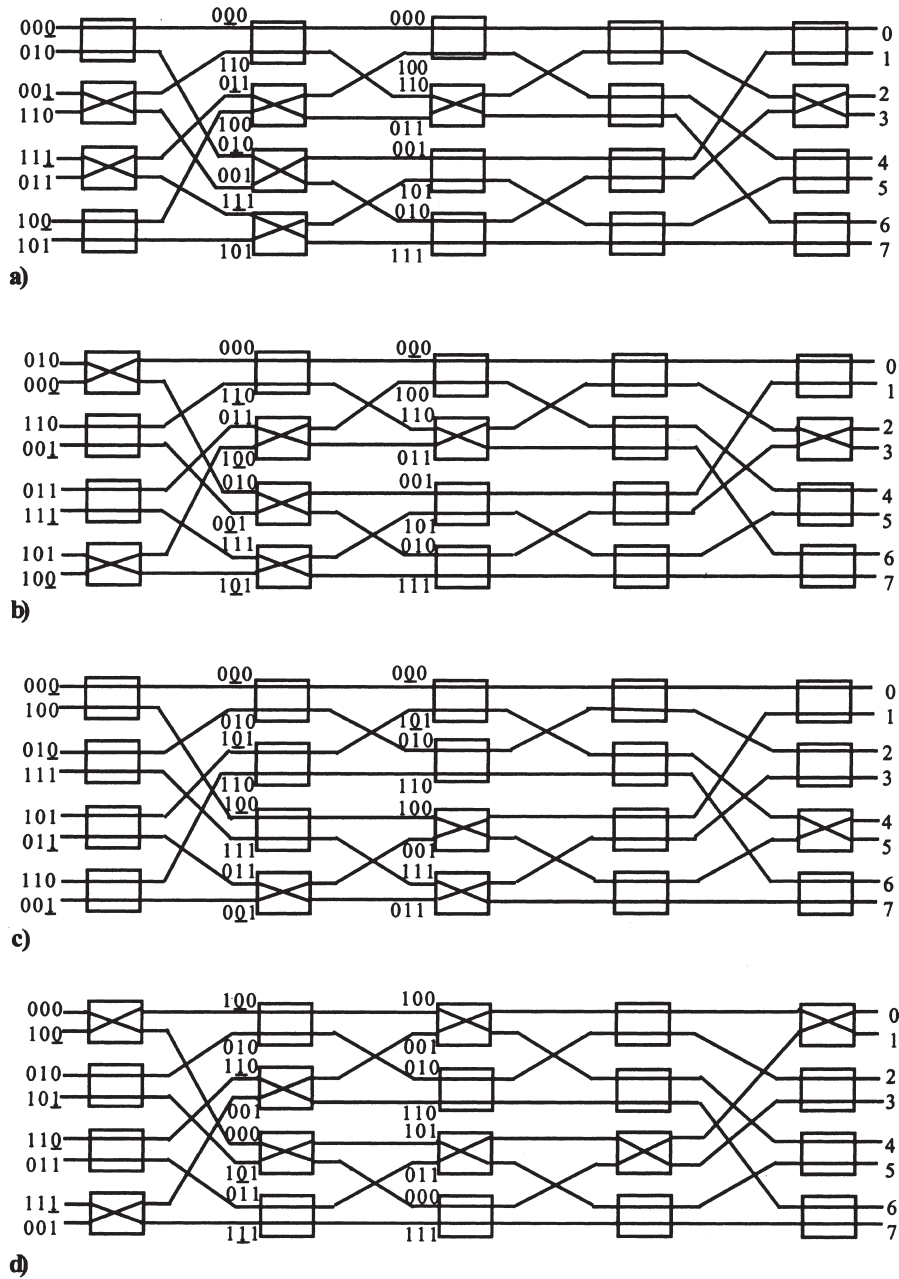 000 000 000 0
010 1
110 100
001 011 110 2
110 3
100 011
111 010 001 4
011 001 101 5
111 010
100 6
101 101 111 7
a)
010 000 000 0
000 1
110 100
110 011 110 2
001 3
100 011
011 010 001 4
111 001 101 5
111 010
101 6
100 101 111 7
b)
000 000 000 0
100 1
010 101
010 101 010 2
111 3
110 110
101 100 100 4
011 111 001 5
011 111
110 6
001 001 011 7
c)
000 100 100 0
100 1
010 001
010 110 010 2
101 3
001 110
110 000 101 4
011 101 011 5
011 000
111 6
001 111 111 7
d)